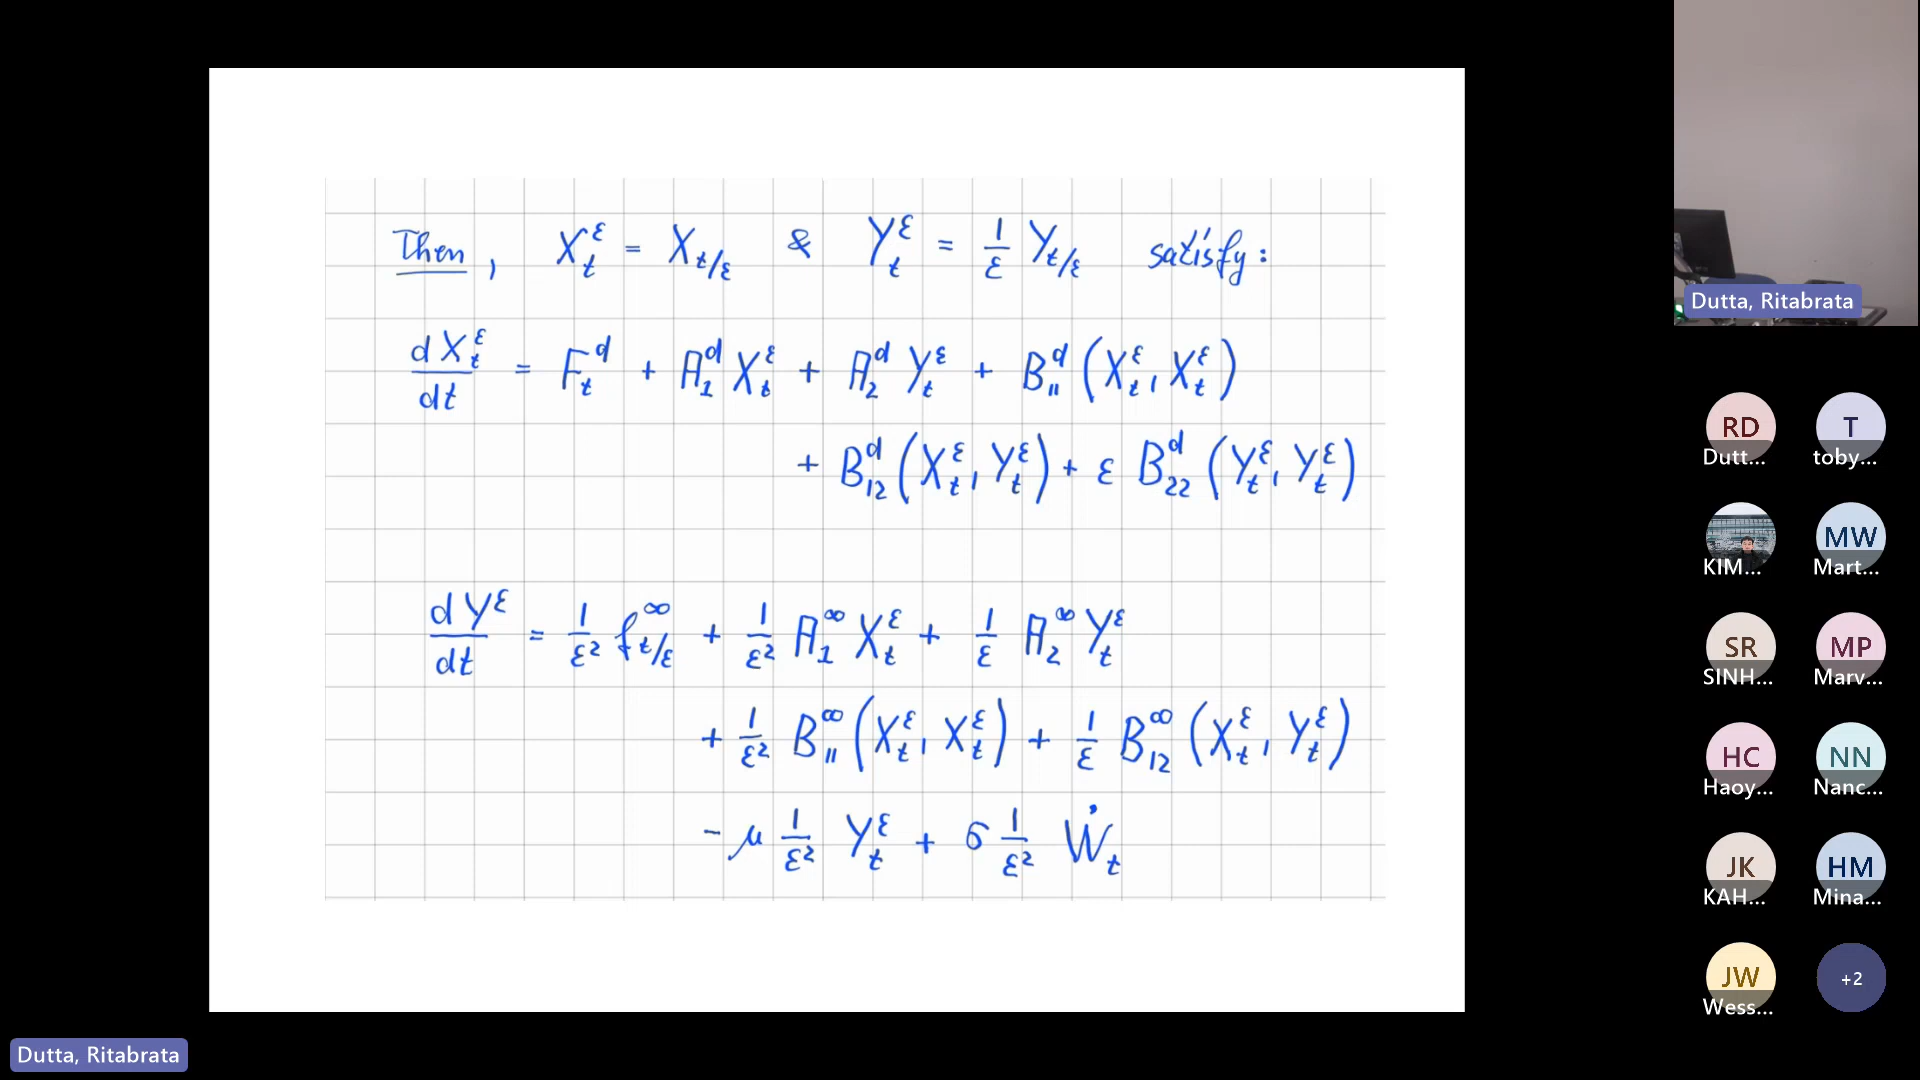 Then, X_t^ε = X_{t/ε} & Y_t^ε = 1/ε Y_{t/ε} satisfy:
dX_t^ε/dt = F_t^d + A_1^d X_t^ε + A_2^d Y_t^ε + B_11^d (X_t^ε, X_t^ε)
+ B_12^d (X_t^ε, Y_t^ε) + ε B_22^d (Y_t^ε, Y_t^ε)
dY^ε/dt = 1/ε² f_{t/ε}^∞ + 1/ε² A_1^∞ X_t^ε + 1/ε A_2^∞ Y_t^ε
+ 1/ε² B_11^∞ (X_t^ε, X_t^ε) + 1/ε B_12^∞ (X_t^ε, Y_t^ε)
- μ 1/ε² Y_t^ε + σ 1/ε² Ẇ_t
Dutta, Ritabrata
RD
Dutt...
T
toby...
KIM...
MW
Mart...
SR
SINH...
MP
Marv...
HC
Haoy...
NN
Nanc...
JK
KAH...
HM
Mina...
JW
Wess...
+2
Dutta, Ritabrata